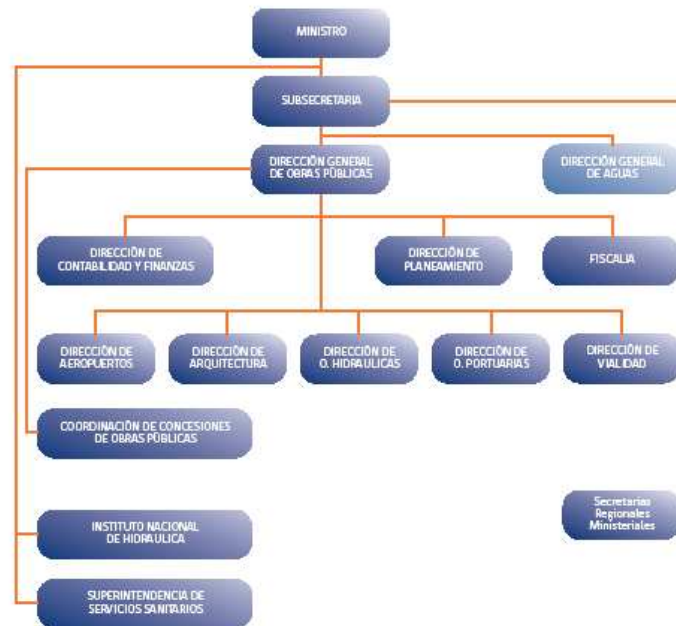 MINISTRO
SUBSECRETARIA
DIRECCIÓN GENERAL
DE OBRAS PÚBLICAS
DIRECCIÓN GENERAL
DE AGUAS
DIRECCIÓN DE
CONTABILIDAD Y FINANZAS
DIRECCIÓN DE
PLANEAMIENTO
FISCALIA
DIRECCIÓN DE
AEROPUERTOS
DIRECCIÓN DE
ARQUITECTURA
DIRECCIÓN DE
O. HIDRAULICAS
DIRECCIÓN DE
O. PORTUARIAS
DIRECCIÓN DE
VIALIDAD
COORDINACIÓN DE CONCESIONES
DE OBRAS PÚBLICAS
Secretarias
Regionales
Ministeriales
INSTITUTO NACIONAL
DE HIDRAULICA
SUPERINTENDENCIA DE
SERVICIOS SANITARIOS